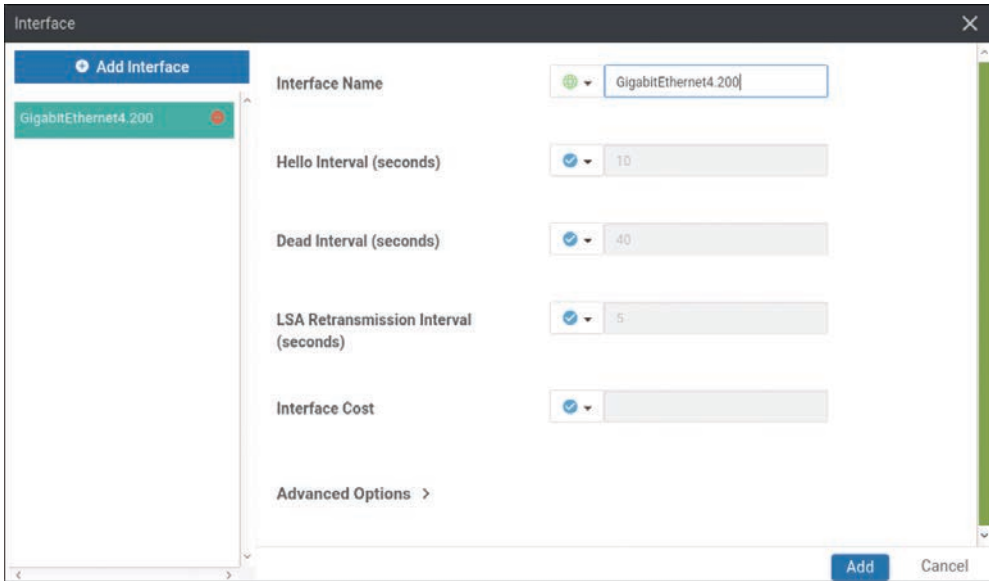 Interface
Add Interface
GigabitEthernet4.200
Interface Name
GigabitEthernet4.200
Hello Interval (seconds)
10
Dead Interval (seconds)
40
LSA Retransmission Interval
(seconds)
5
Interface Cost
Advanced Options >
Add
Cancel